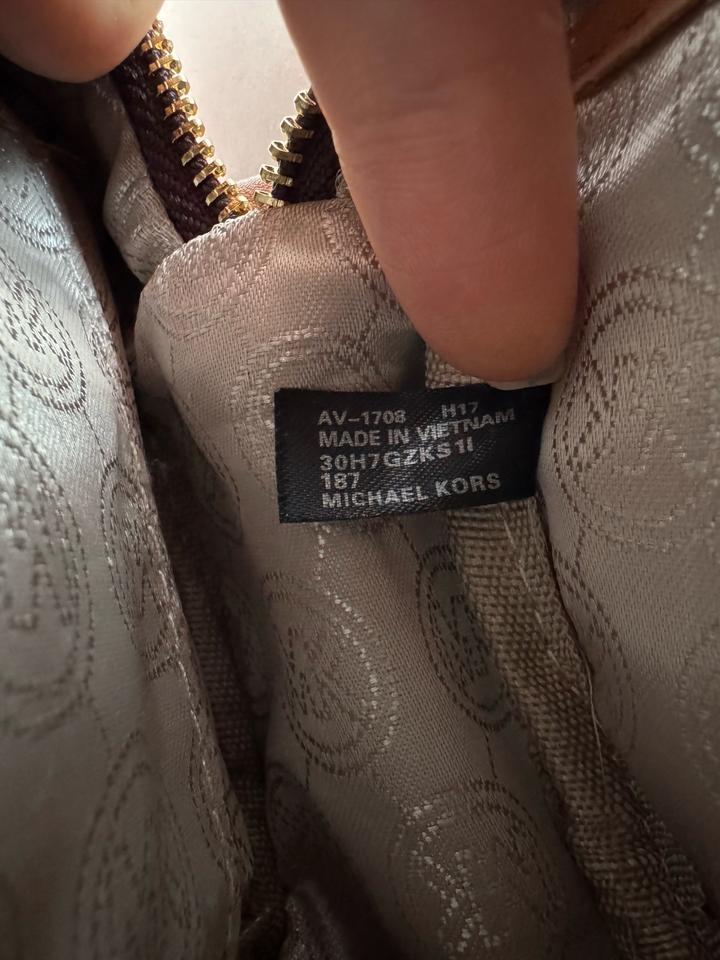 AV-1708 H17
MADE IN VIETNAM
30H7GZKS1I
187
MICHAEL KORS